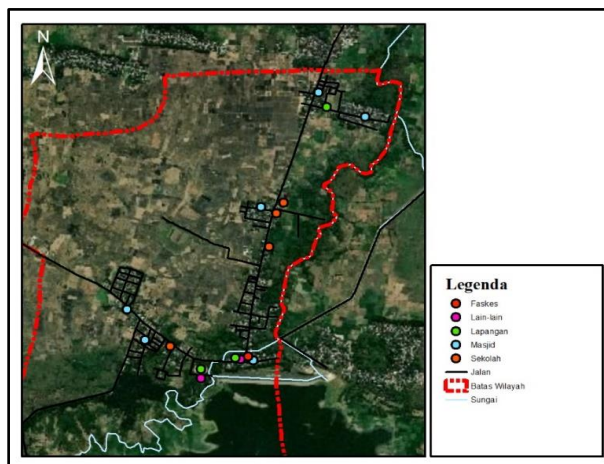 N
Legenda
Faskes
Lain-lain
Lapangan
Masjid
Sekolah
Jalan
Batas Wilayah
Sungai